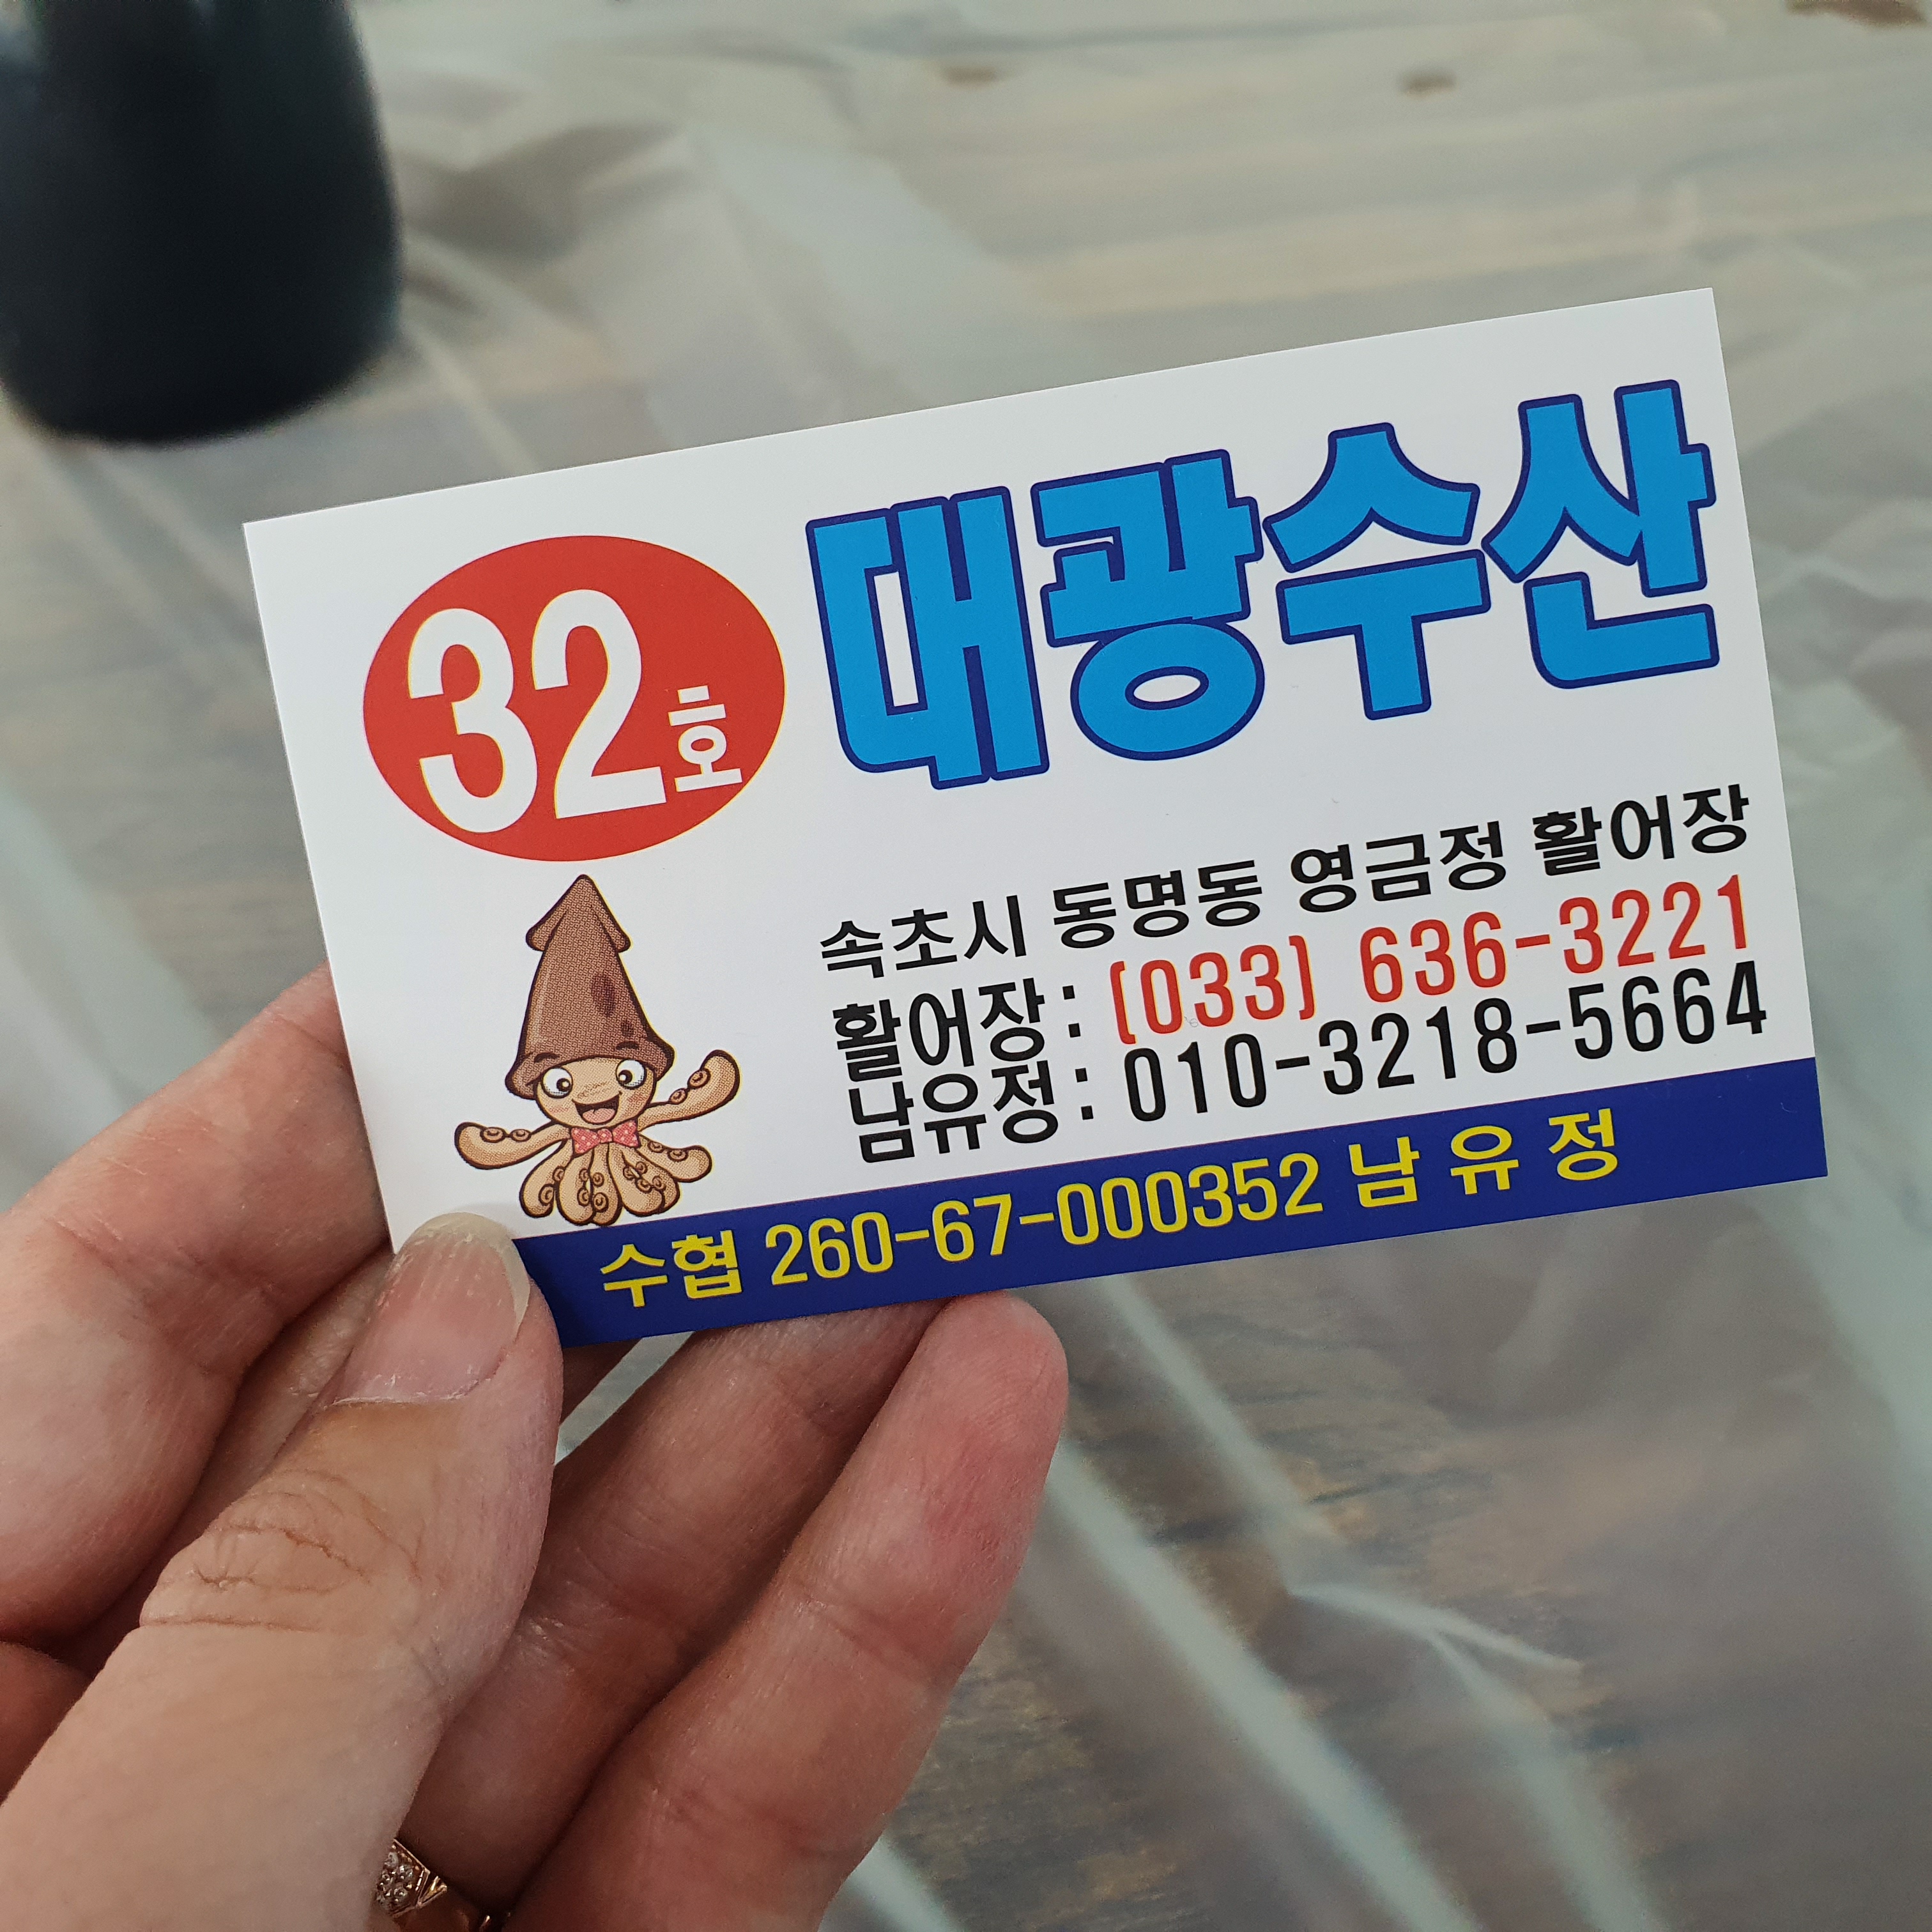 32호
대광수산
속초시 동명동 영금정 활어장
활어장: (033) 636-3221
남유정: 010-3218-5664
수협 260-67-000352 남유정